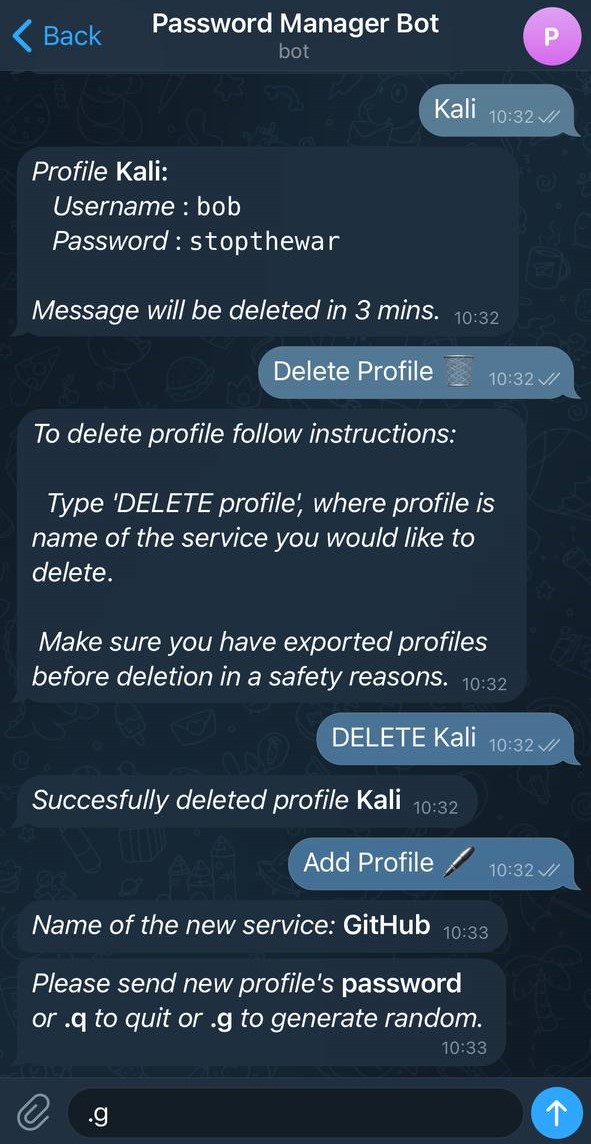 Back
Password Manager Bot
bot
P
Kali 10:32
Profile Kali:
Username : bob
Password : stopthewar
Message will be deleted in 3 mins. 10:32
Delete Profile 🗑 10:32
To delete profile follow instructions:
Type 'DELETE profile', where profile is
name of the service you would like to
delete.
Make sure you have exported profiles
before deletion in a safety reasons. 10:32
DELETE Kali 10:32
Succesfully deleted profile Kali 10:32
Add Profile 🖋 10:32
Name of the new service: GitHub 10:33
Please send new profile's password
or .q to quit or .g to generate random.
10:33
.g